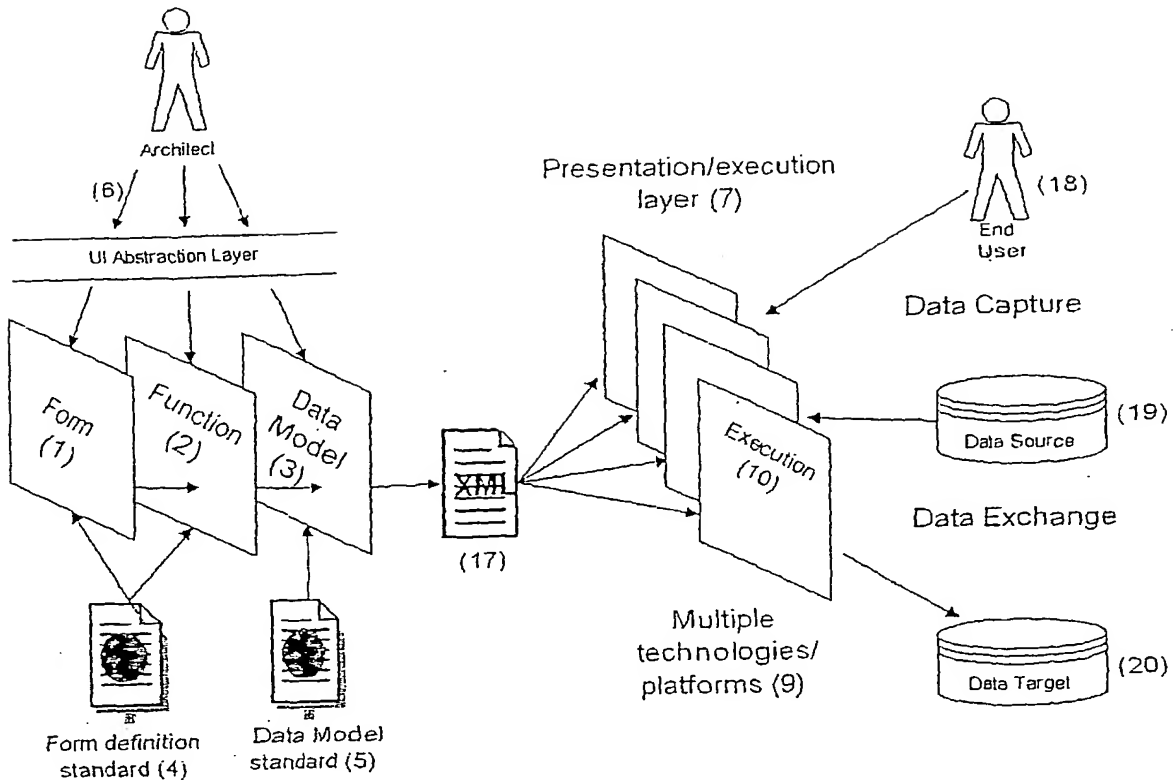 Architect
(6)
UI Abstraction Layer
Form
(1)
Function
(2)
Data
Model
(3)
Form definition
standard (4)
Data Model
standard (5)
XML
(17)
Presentation/execution
layer (7)
Execution
(10)
Multiple
technologies/
platforms (9)
(18)
End
User
Data Capture
Data Source
(19)
Data Exchange
Data Target
(20)